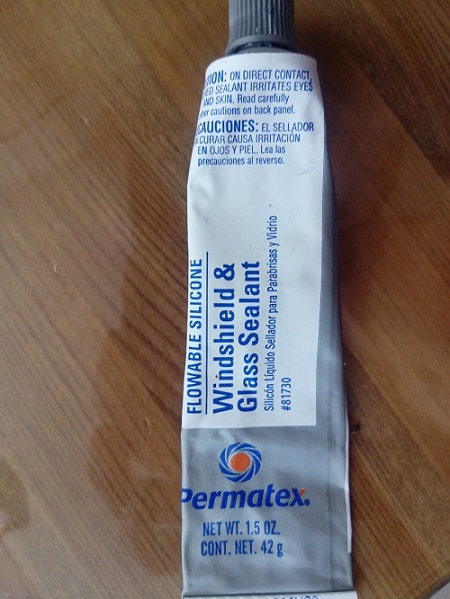 ON DIRECT CONTACT,
SEALANT IRRITATES EYES
AND SKIN. Read carefully
cautions on back panel.
EL SELLADOR
CURAR CAUSA IRRITACIÓN
EN OJOS Y PIEL. Lea las
precauciones al reverso.
FLOWABLE SILICONE
Windshield &
Glass Sealant
Silicón Líquido Sellador para Parabrisas y Vidrio
#81730
Permatex.
NET WT. 1.5 OZ.
CONT. NET. 42 g